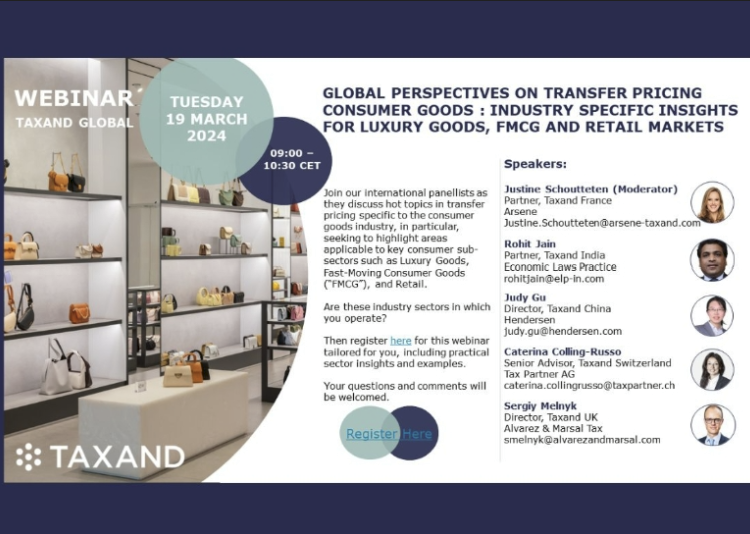 WEBINAR
TAXAND GLOBAL
TUESDAY
19 MARCH
2024
09:00 –
10:30 CET
GLOBAL PERSPECTIVES ON TRANSFER PRICING
CONSUMER GOODS : INDUSTRY SPECIFIC INSIGHTS
FOR LUXURY GOODS, FMCG AND RETAIL MARKETS
Join our international panellists as
they discuss hot topics in transfer
pricing specific to the consumer
goods industry, in particular,
seeking to highlight areas
applicable to key consumer sub-
sectors such as Luxury Goods,
Fast-Moving Consumer Goods
("FMCG"), and Retail.
Are these industry sectors in which
you operate?
Then register here for this webinar
tailored for you, including practical
sector insights and examples.
Your questions and comments will
be welcomed.
Register Here
Speakers:
Justine Schoutteten (Moderator)
Partner, Taxand France
Arsene
Justine.Schoutteten@arsene-taxand.com
Rohit Jain
Partner, Taxand India
Economic Laws Practice
rohitjain@elp-in.com
Judy Gu
Director, Taxand China
Hendersen
judy.gu@hendersen.com
Caterina Colling-Russo
Senior Advisor, Taxand Switzerland
Tax Partner AG
caterina.collingrusso@taxpartner.ch
Sergiy Melnyk
Director, Taxand UK
Alvarez & Marsal Tax
smelnyk@alvarezandmarsal.com
TAXAND